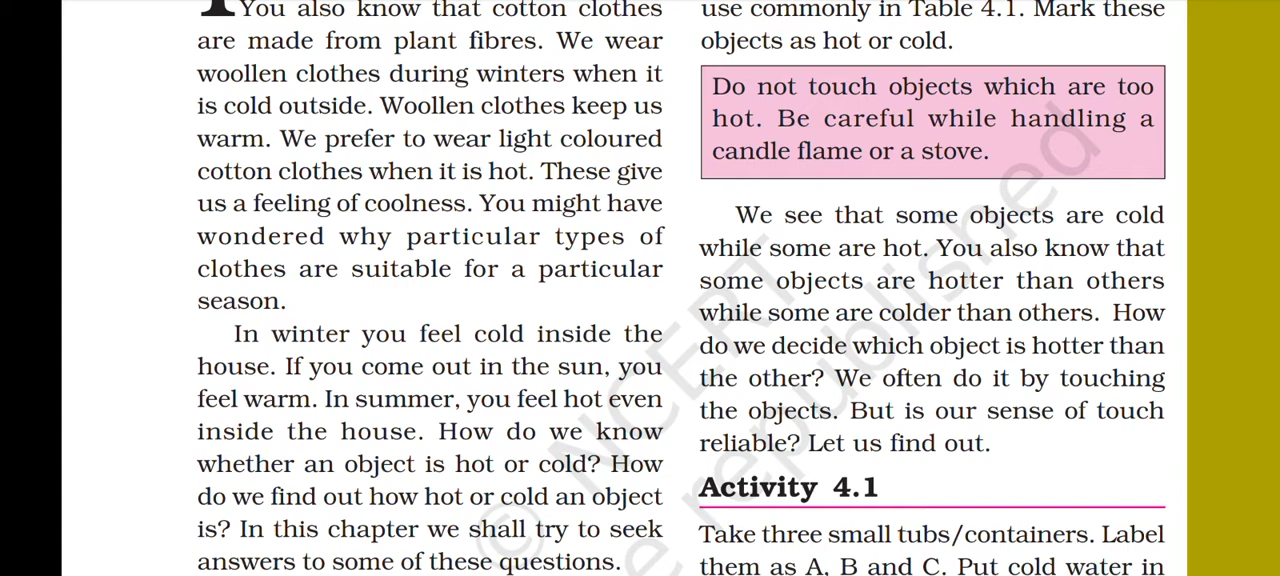 You also know that cotton clothes
are made from plant fibres. We wear
woollen clothes during winters when it
is cold outside. Woollen clothes keep us
warm. We prefer to wear light coloured
cotton clothes when it is hot. These give
us a feeling of coolness. You might have
wondered why particular types of
clothes are suitable for a particular
season.
In winter you feel cold inside the
house. If you come out in the sun, you
feel warm. In summer, you feel hot even
inside the house. How do we know
whether an object is hot or cold? How
do we find out how hot or cold an object
is? In this chapter we shall try to seek
answers to some of these questions.
use commonly in Table 4.1. Mark these
objects as hot or cold.
Do not touch objects which are too
hot. Be careful while handling a
candle flame or a stove.
We see that some objects are cold
while some are hot. You also know that
some objects are hotter than others
while some are colder than others. How
do we decide which object is hotter than
the other? We often do it by touching
the objects. But is our sense of touch
reliable? Let us find out.
Activity 4.1
Take three small tubs/containers. Label
them as A, B and C. Put cold water in
© NCERT
e republished